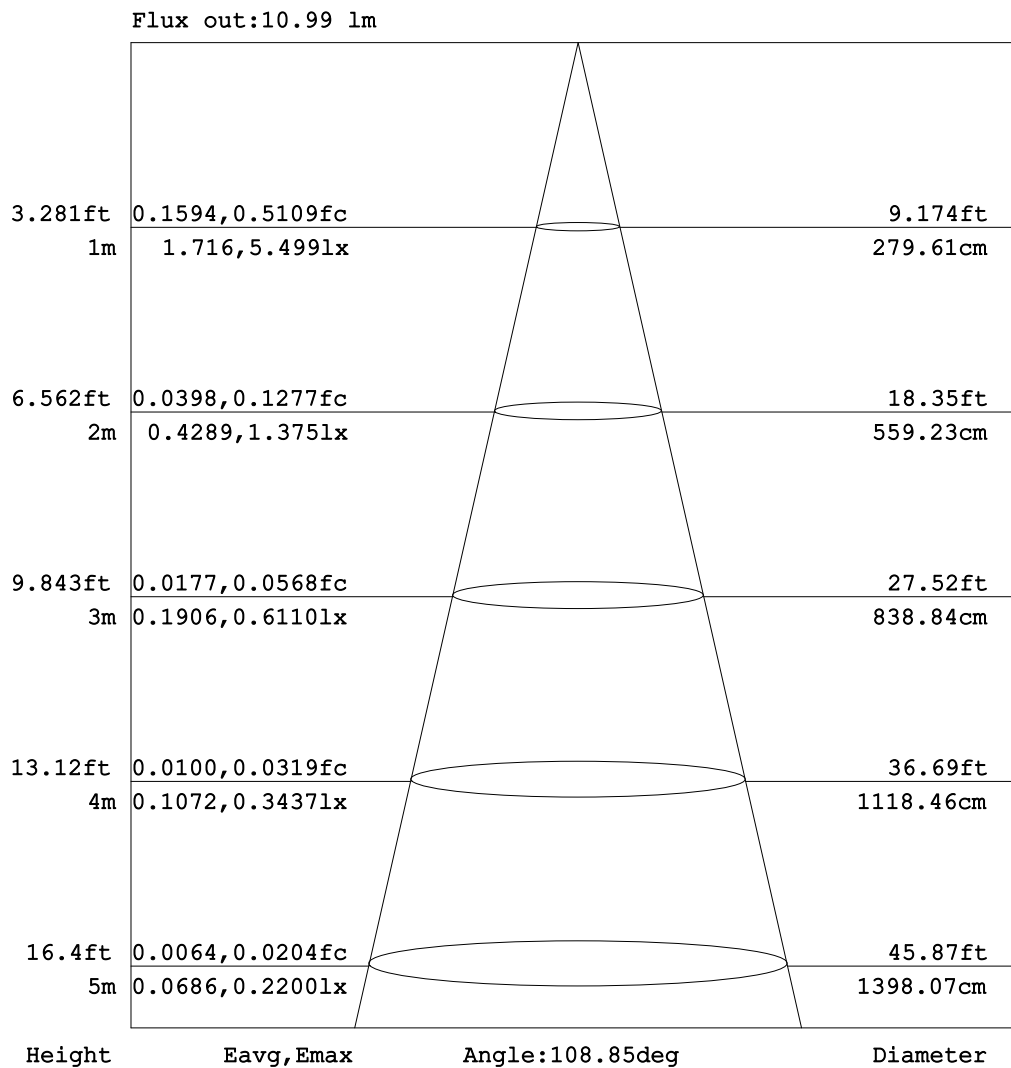 Flux out:10.99 lm
3.281ft 0.1594,0.5109fc 9.174ft
1m 1.716,5.499lx 279.61cm
6.562ft 0.0398,0.1277fc 18.35ft
2m 0.4289,1.375lx 559.23cm
9.843ft 0.0177,0.0568fc 27.52ft
3m 0.1906,0.6110lx 838.84cm
13.12ft 0.0100,0.0319fc 36.69ft
4m 0.1072,0.3437lx 1118.46cm
16.4ft 0.0064,0.0204fc 45.87ft
5m 0.0686,0.2200lx 1398.07cm
Height Eavg,Emax Angle:108.85deg Diameter